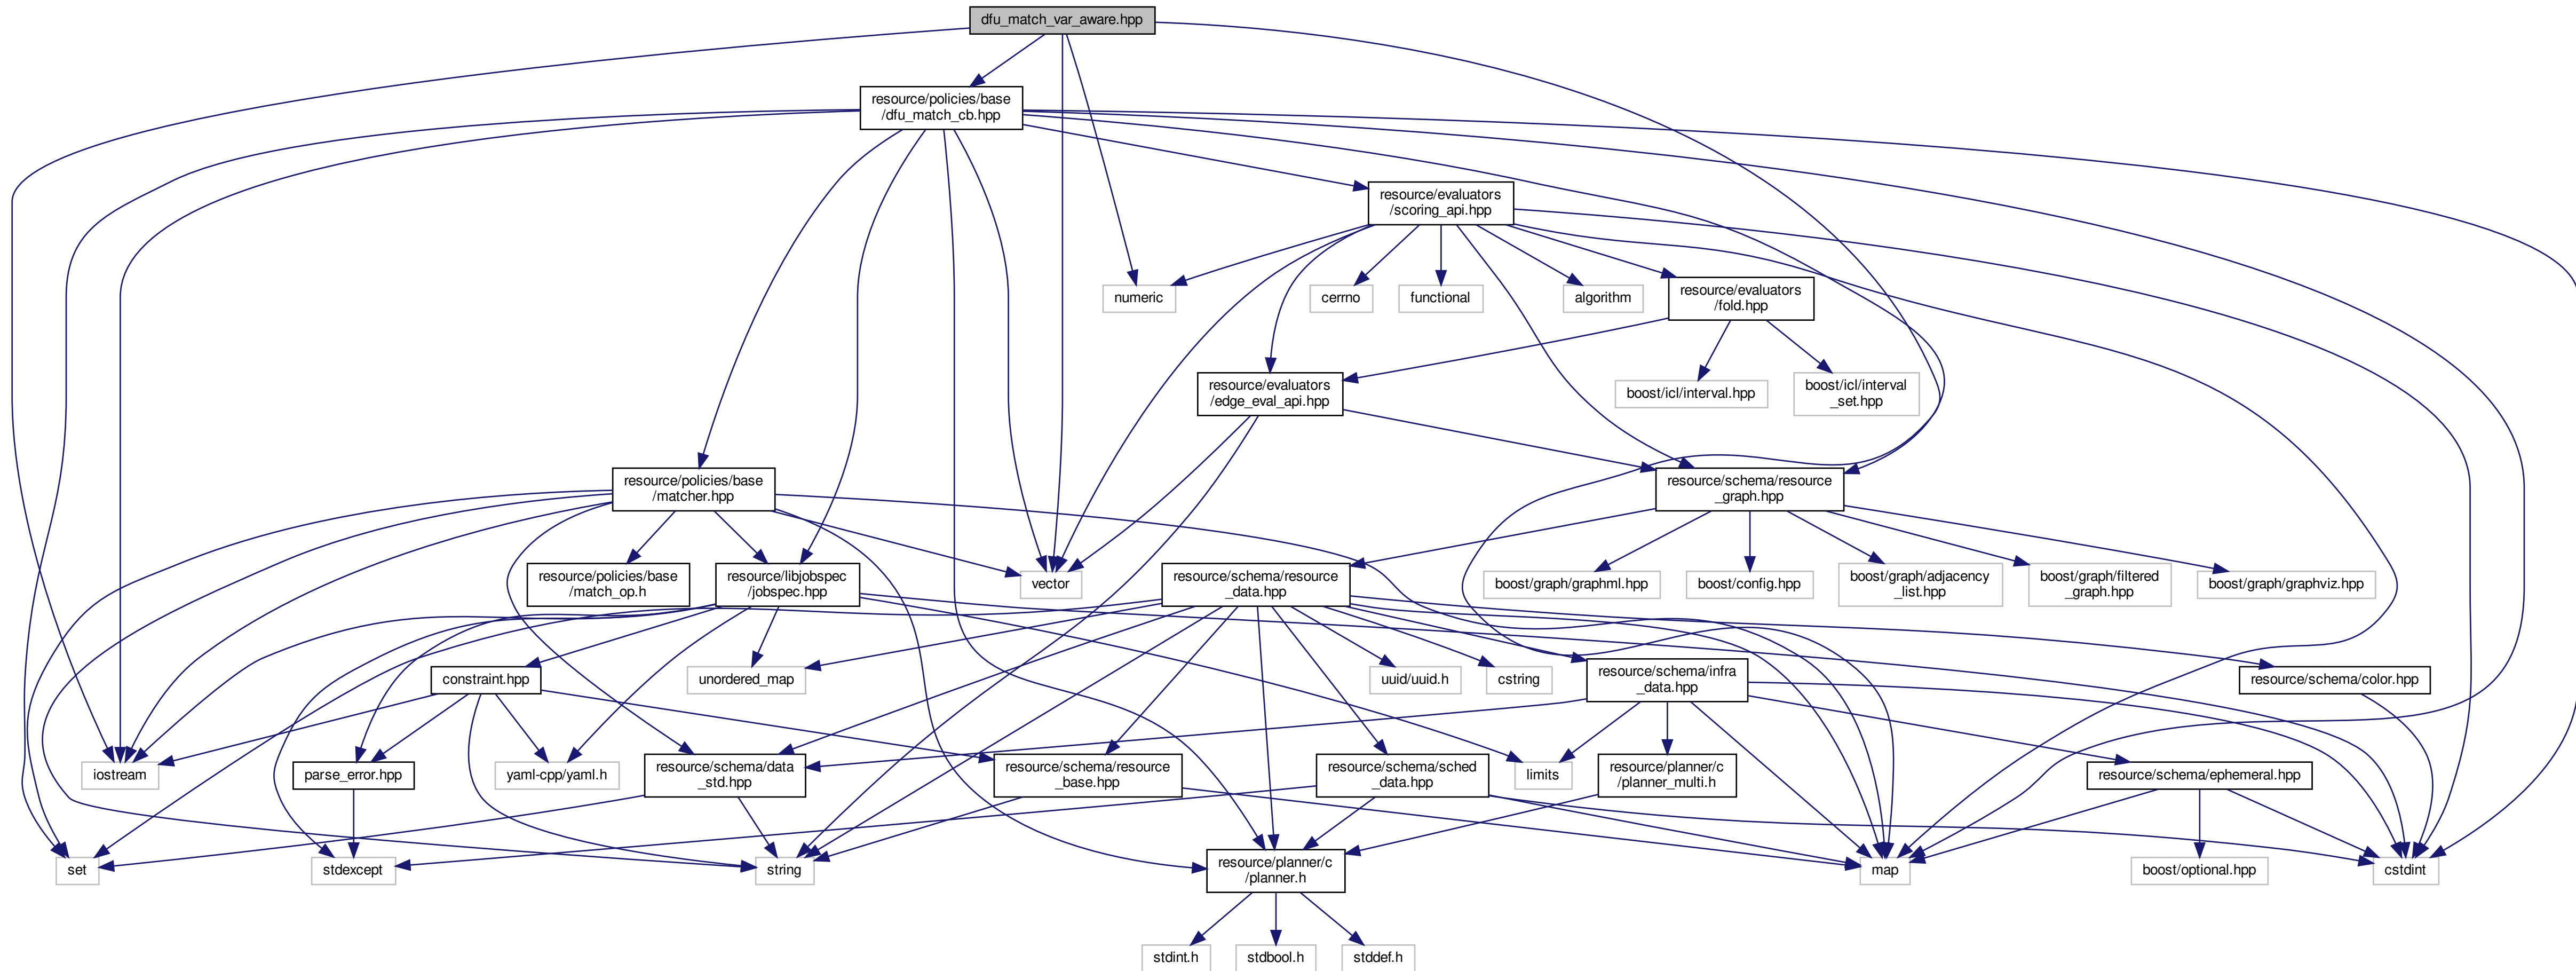 dfu_match_var_aware.hpp
resource/policies/base
/dfu_match_cb.hpp
resource/evaluators
/scoring_api.hpp
numeric
cerrno
functional
algorithm
resource/evaluators
/fold.hpp
resource/evaluators
/edge_eval_api.hpp
boost/icl/interval.hpp
boost/icl/interval
_set.hpp
resource/policies/base
/matcher.hpp
resource/schema/resource
_graph.hpp
resource/policies/base
/match_op.h
resource/libjobspec
/jobspec.hpp
vector
resource/schema/resource
_data.hpp
boost/graph/graphml.hpp
boost/config.hpp
boost/graph/adjacency
_list.hpp
boost/graph/filtered
_graph.hpp
boost/graph/graphviz.hpp
constraint.hpp
unordered_map
uuid/uuid.h
cstring
resource/schema/infra
_data.hpp
resource/schema/color.hpp
iostream
parse_error.hpp
yaml-cpp/yaml.h
resource/schema/data
_std.hpp
resource/schema/resource
_base.hpp
resource/schema/sched
_data.hpp
limits
resource/planner/c
/planner_multi.h
resource/schema/ephemeral.hpp
set
stdexcept
string
resource/planner/c
/planner.h
map
boost/optional.hpp
cstdint
stdint.h
stdbool.h
stddef.h